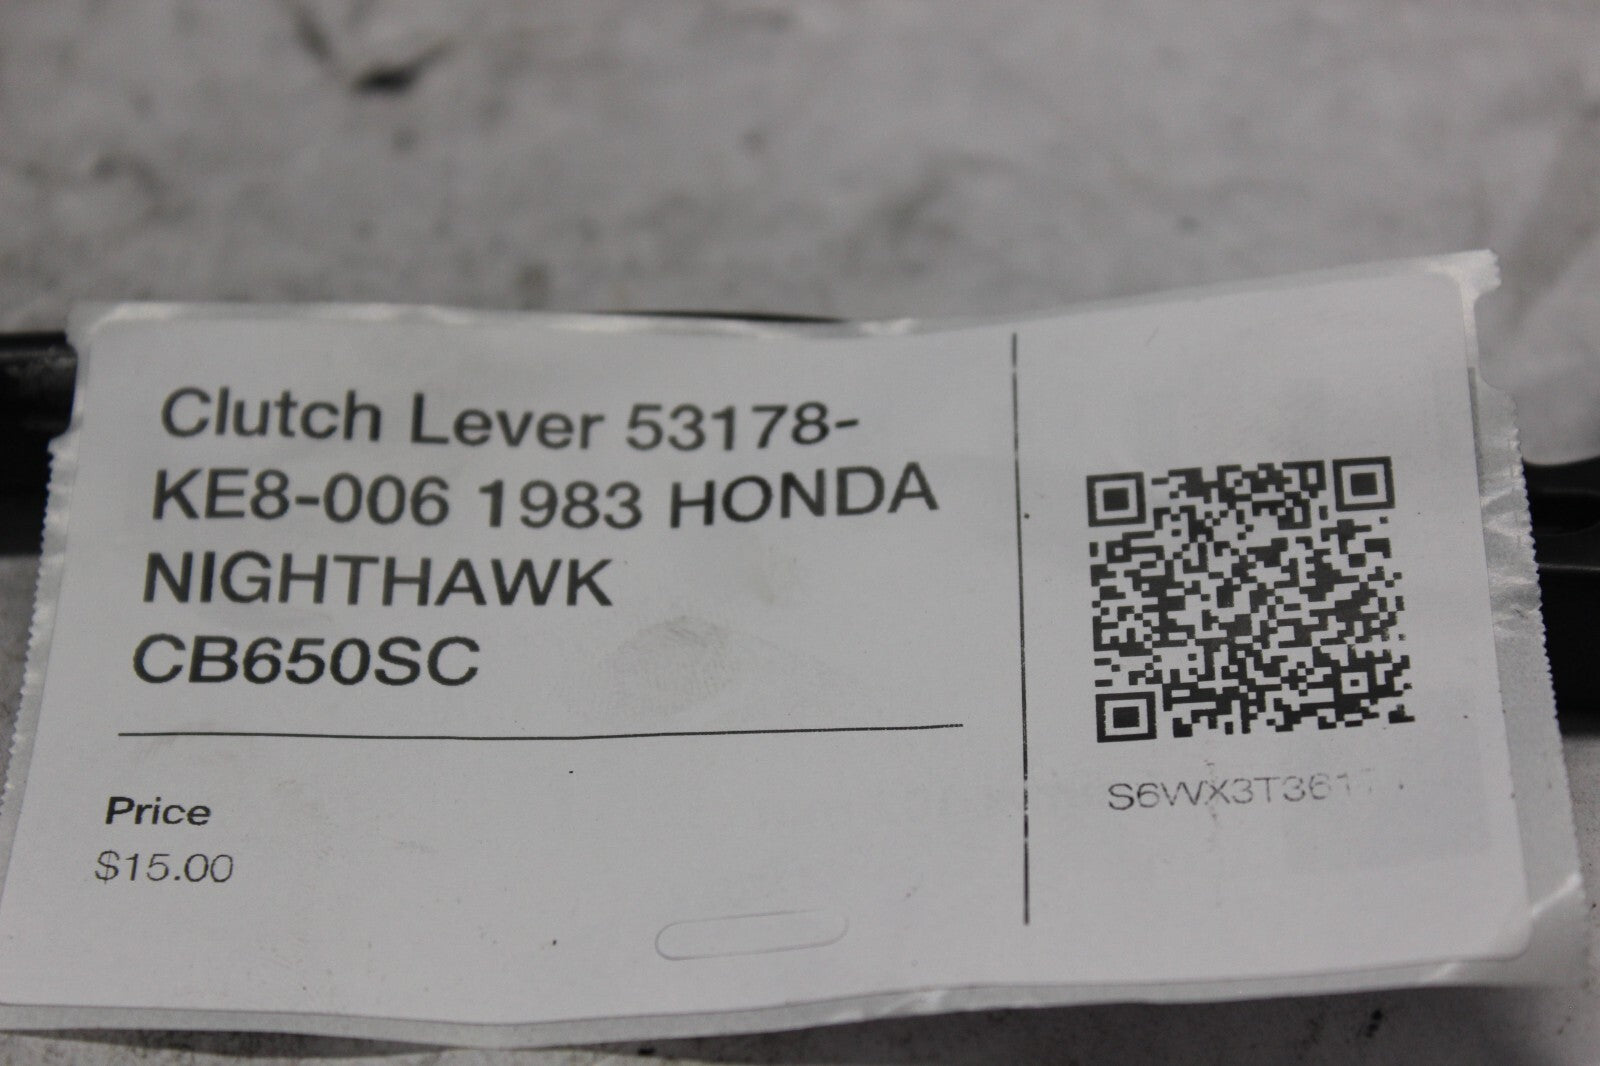 Clutch Lever 53178-
KE8-006 1983 HONDA
NIGHTHAWK
CB650SC
Price
$15.00